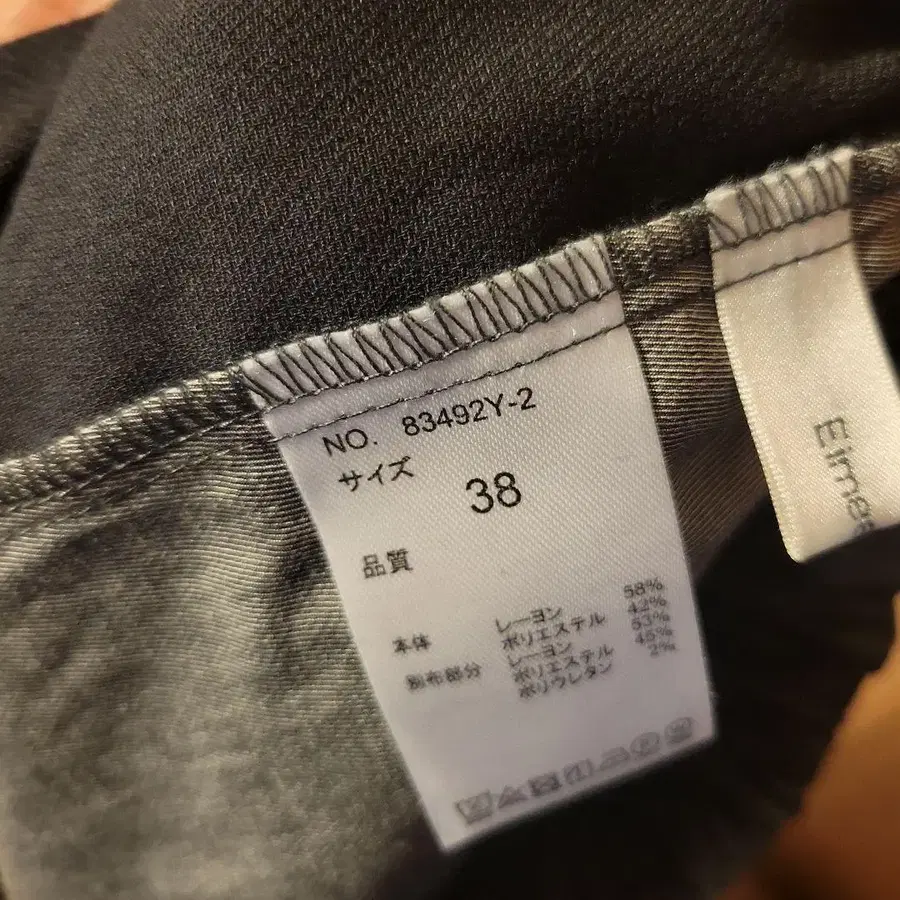 NO. 83492Y-2
サイズ 38
品質
本体 レーヨン 58%
ポリエステル 42%
別布部分 レーヨン 53%
ポリエステル 45%
ポリウレタン 2%
Eimes